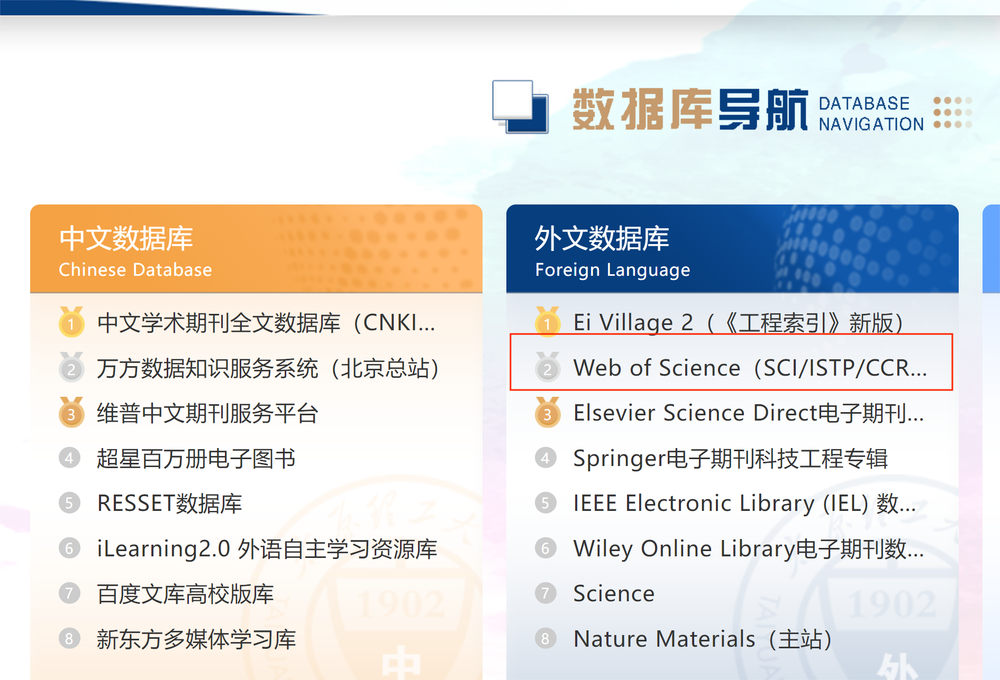 数据库导航 DATABASE NAVIGATION
中文数据库
Chinese Database
1 中文学术期刊全文数据库（CNKI...
2 万方数据知识服务系统（北京总站）
3 维普中文期刊服务平台
4 超星百万册电子图书
5 RESSET数据库
6 iLearning2.0 外语自主学习资源库
7 百度文库高校版库
8 新东方多媒体学习库
1902
中
外文数据库
Foreign Language
1 Ei Village 2（《工程索引》新版）
2 Web of Science（SCI/ISTP/CCR...
3 Elsevier Science Direct电子期刊...
4 Springer电子期刊科技工程专辑
5 IEEE Electronic Library (IEL) 数...
6 Wiley Online Library电子期刊数...
7 Science
8 Nature Materials（主站）
1902
外